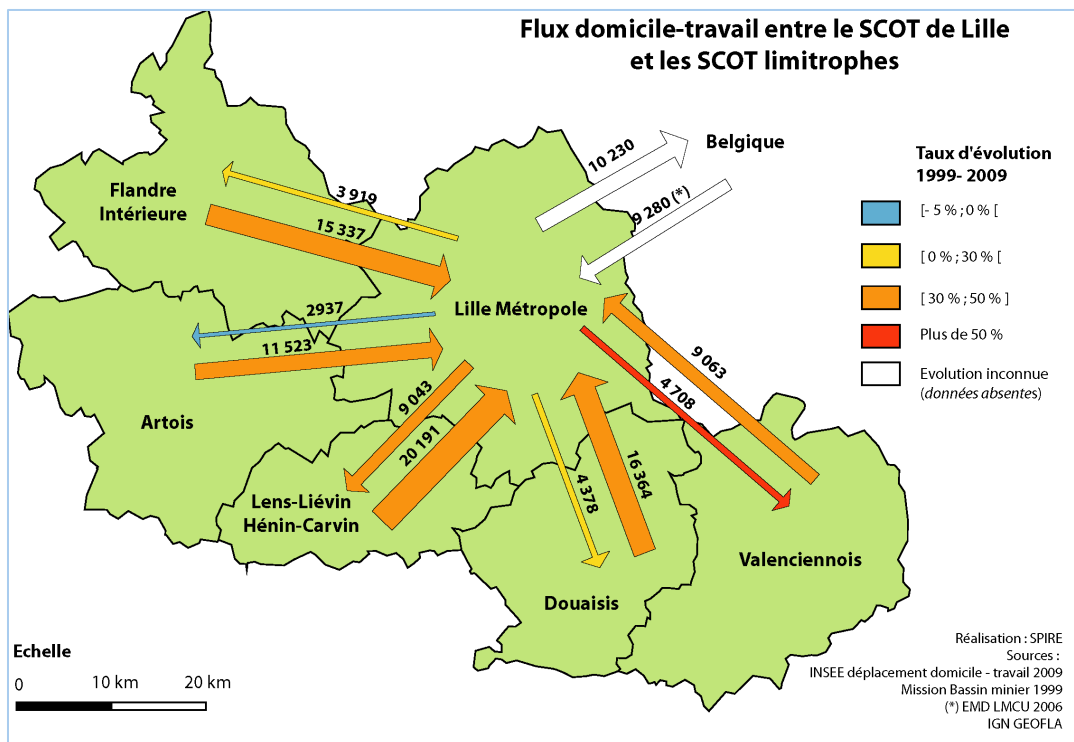 Flux domicile-travail entre le SCOT de Lille
et les SCOT limitrophes
Belgique
10 230
9 280 (*)
Flandre
Intérieure
3 919
15 337
Lille Métropole
2937
11 523
Artois
9 043
20 191
Lens-Liévin
Hénin-Carvin
4 378
16 364
Douaisis
9 063
4 708
Valenciennois
Taux d'évolution
1999- 2009
[- 5 % ; 0 % [
[ 0 % ; 30 % [
[ 30 % ; 50 % ]
Plus de 50 %
Evolution inconnue
(données absentes)
Echelle
0 10 km 20 km
Réalisation : SPIRE
Sources :
INSEE déplacement domicile - travail 2009
Mission Bassin minier 1999
(*) EMD LMCU 2006
IGN GEOFLA